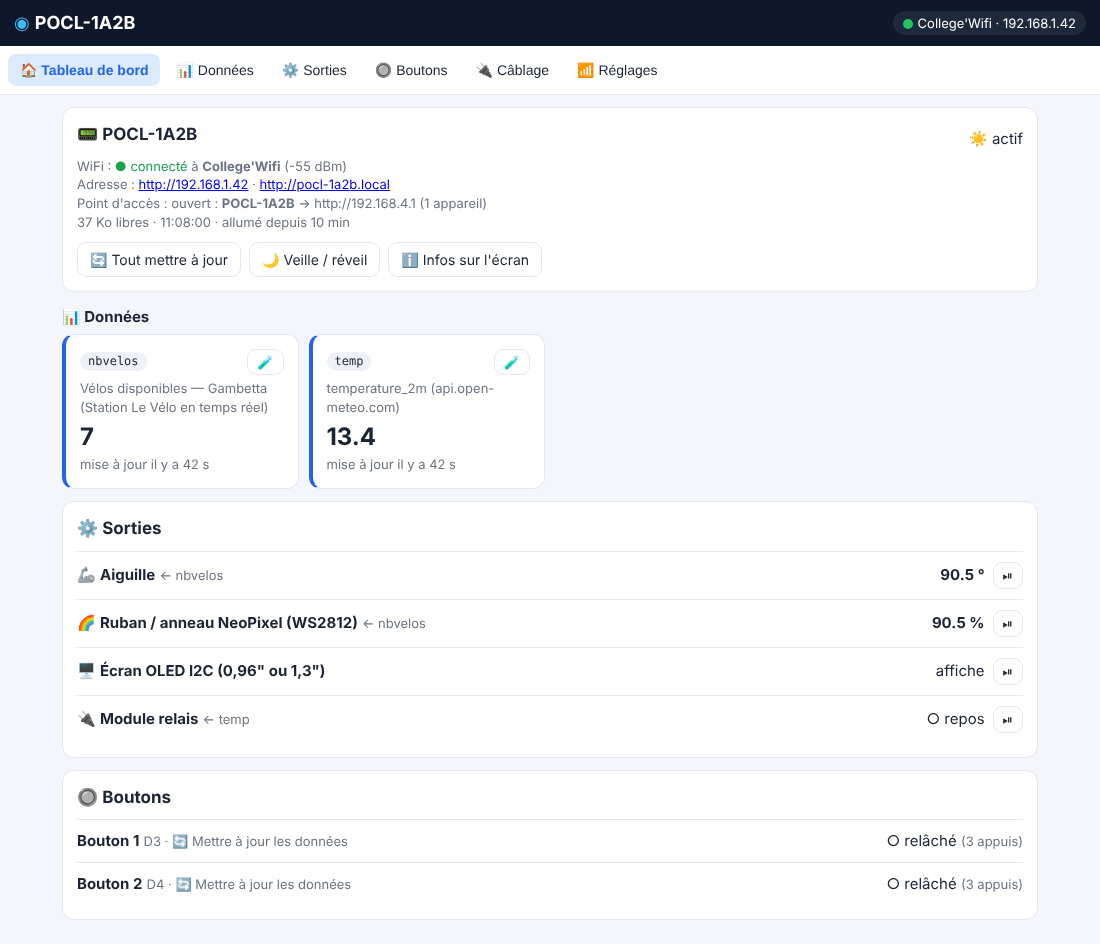 POCL-1A2B
College'Wifi · 192.168.1.42
Tableau de bord
Données
Sorties
Boutons
Câblage
Réglages
POCL-1A2B
actif
WiFi : connecté à College'Wifi (-55 dBm)
Adresse : http://192.168.1.42 · http://pocl-1a2b.local
Point d'accès : ouvert : POCL-1A2B → http://192.168.4.1 (1 appareil)
37 Ko libres · 11:08:00 · allumé depuis 10 min
Tout mettre à jour
Veille / réveil
Infos sur l'écran
Données
nbvelos
Vélos disponibles — Gambetta
(Station Le Vélo en temps réel)
7
mise à jour il y a 42 s
temp
temperature_2m (api.open-
meteo.com)
13.4
mise à jour il y a 42 s
Sorties
Aiguille ← nbvelos
90.5 °
Ruban / anneau NeoPixel (WS2812) ← nbvelos
90.5 %
Écran OLED I2C (0,96" ou 1,3")
affiche
Module relais ← temp
repos
Boutons
Bouton 1 D3 · Mettre à jour les données
relâché (3 appuis)
Bouton 2 D4 · Mettre à jour les données
relâché (3 appuis)